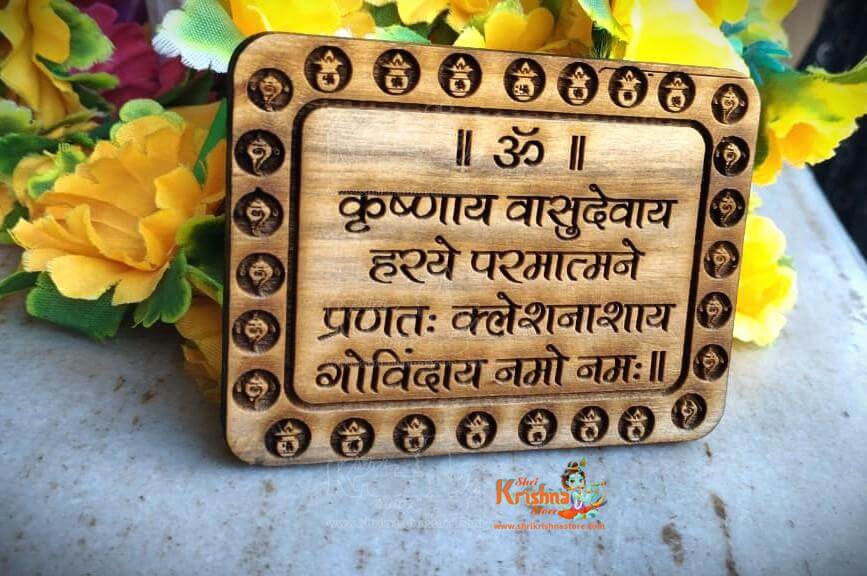 ॥ ॐ ॥
कृष्णाय वासुदेवाय
हरये परमात्मने
प्रणतः क्लेशनाशाय
गोविंदाय नमो नमः॥
Shri
Krishna
Store
www.shrikrishnastore.com